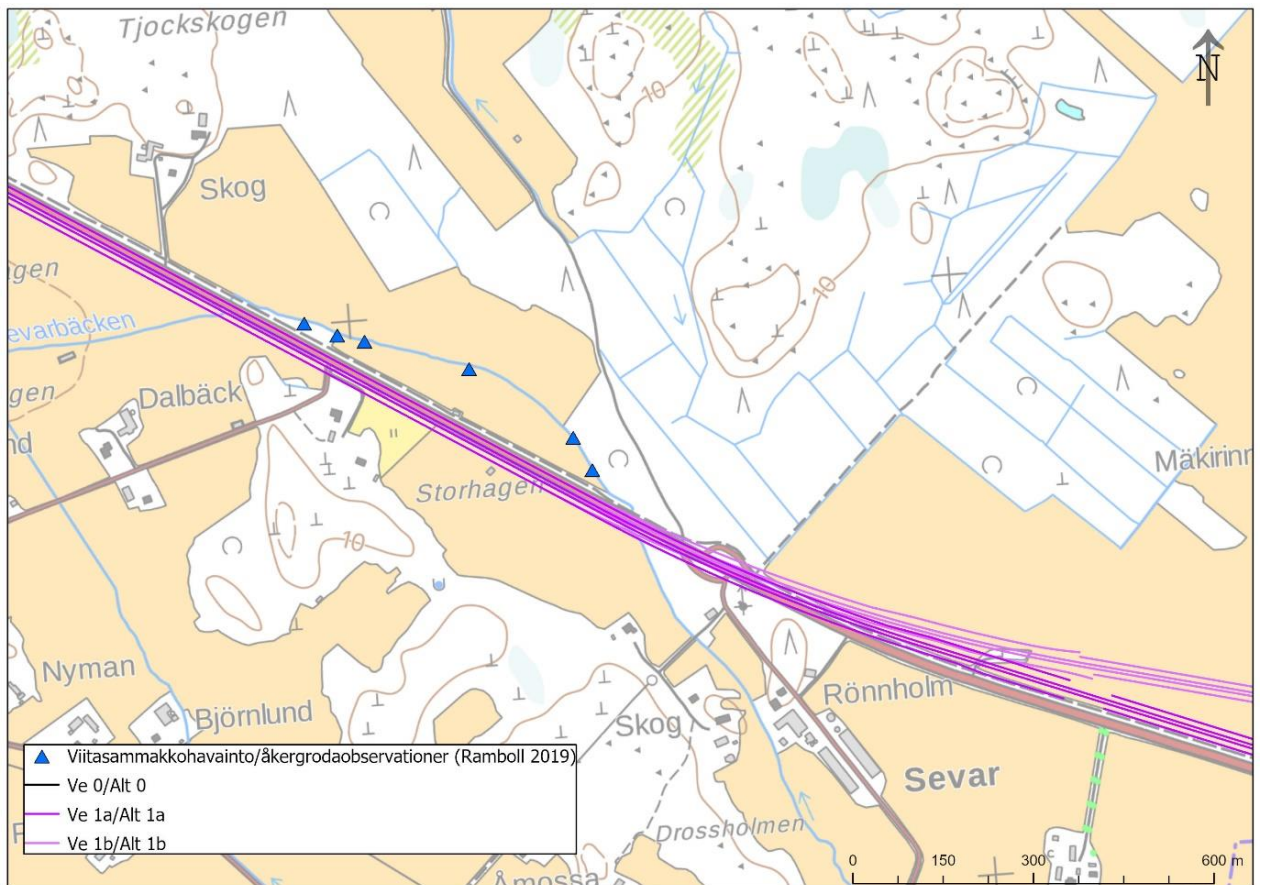 Tjockskogen
N
10
Skog
10
agen
evarbäcken
Dalbäck
gen
nd
Mäkirinn
Storhagen
10
Nyman
Björnlund
Rönnholm
Skog
Sevar
Drossholmen
Åmossa
Viitasammakkohavainto/åkergrodaobservationer (Ramboll 2019)
Ve 0/Alt 0
Ve 1a/Alt 1a
Ve 1b/Alt 1b
0 150 300 600 m